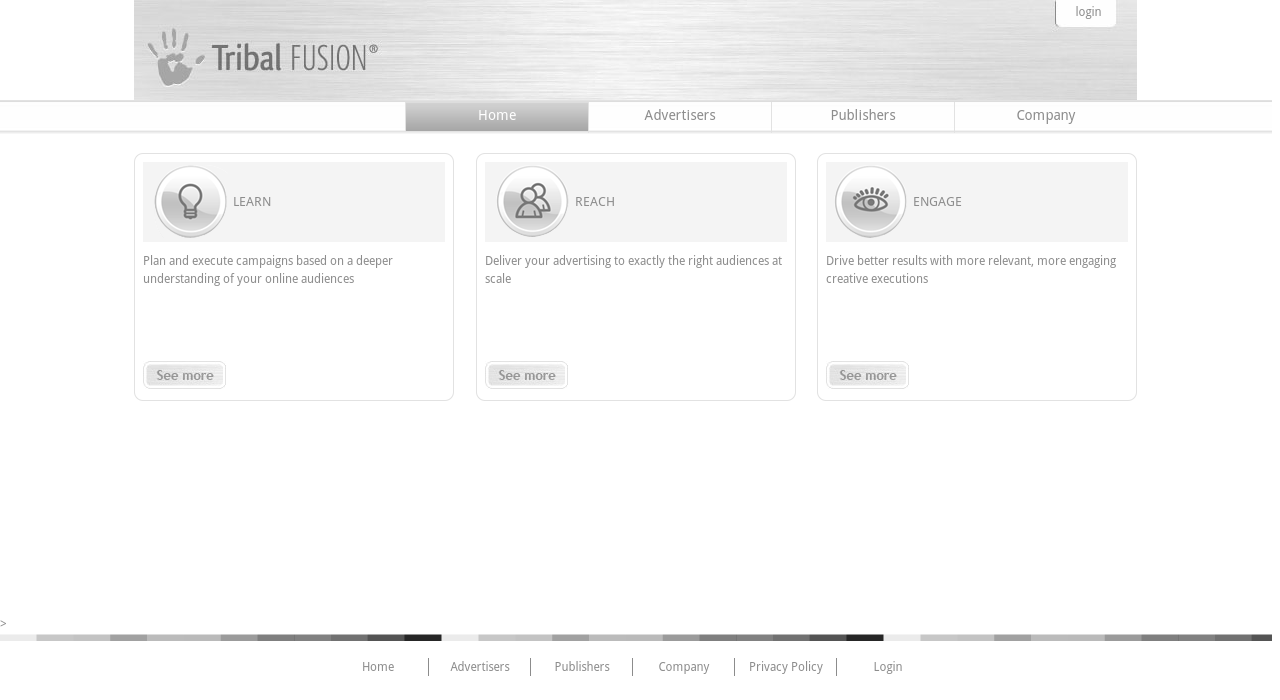 login
Tribal FUSION®
Home
Advertisers
Publishers
Company
LEARN
Plan and execute campaigns based on a deeper
understanding of your online audiences
See more
REACH
Deliver your advertising to exactly the right audiences at
scale
See more
ENGAGE
Drive better results with more relevant, more engaging
creative executions
See more
>
Home
Advertisers
Publishers
Company
Privacy Policy
Login